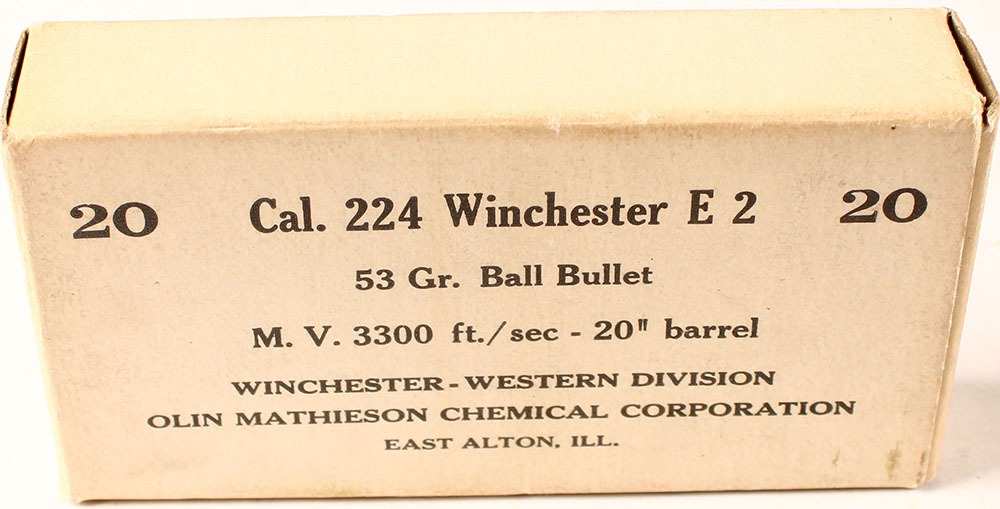 20 Cal. 224 Winchester E 2 20
53 Gr. Ball Bullet
M. V. 3300 ft./sec - 20" barrel
WINCHESTER-WESTERN DIVISION
OLIN MATHIESON CHEMICAL CORPORATION
EAST ALTON, ILL.